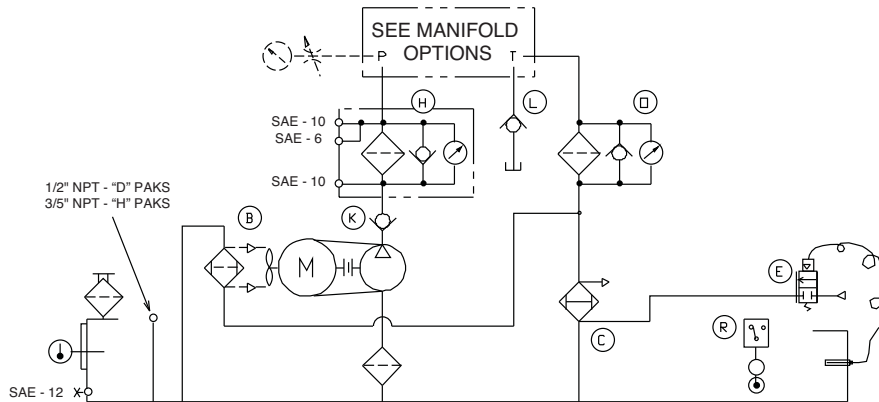 SEE MANIFOLD
OPTIONS
P
T
H
L
O
SAE - 10
SAE - 6
SAE - 10
1/2" NPT - “D” PAKS
3/5" NPT - “H” PAKS
B
K
M
E
R
C
SAE - 12